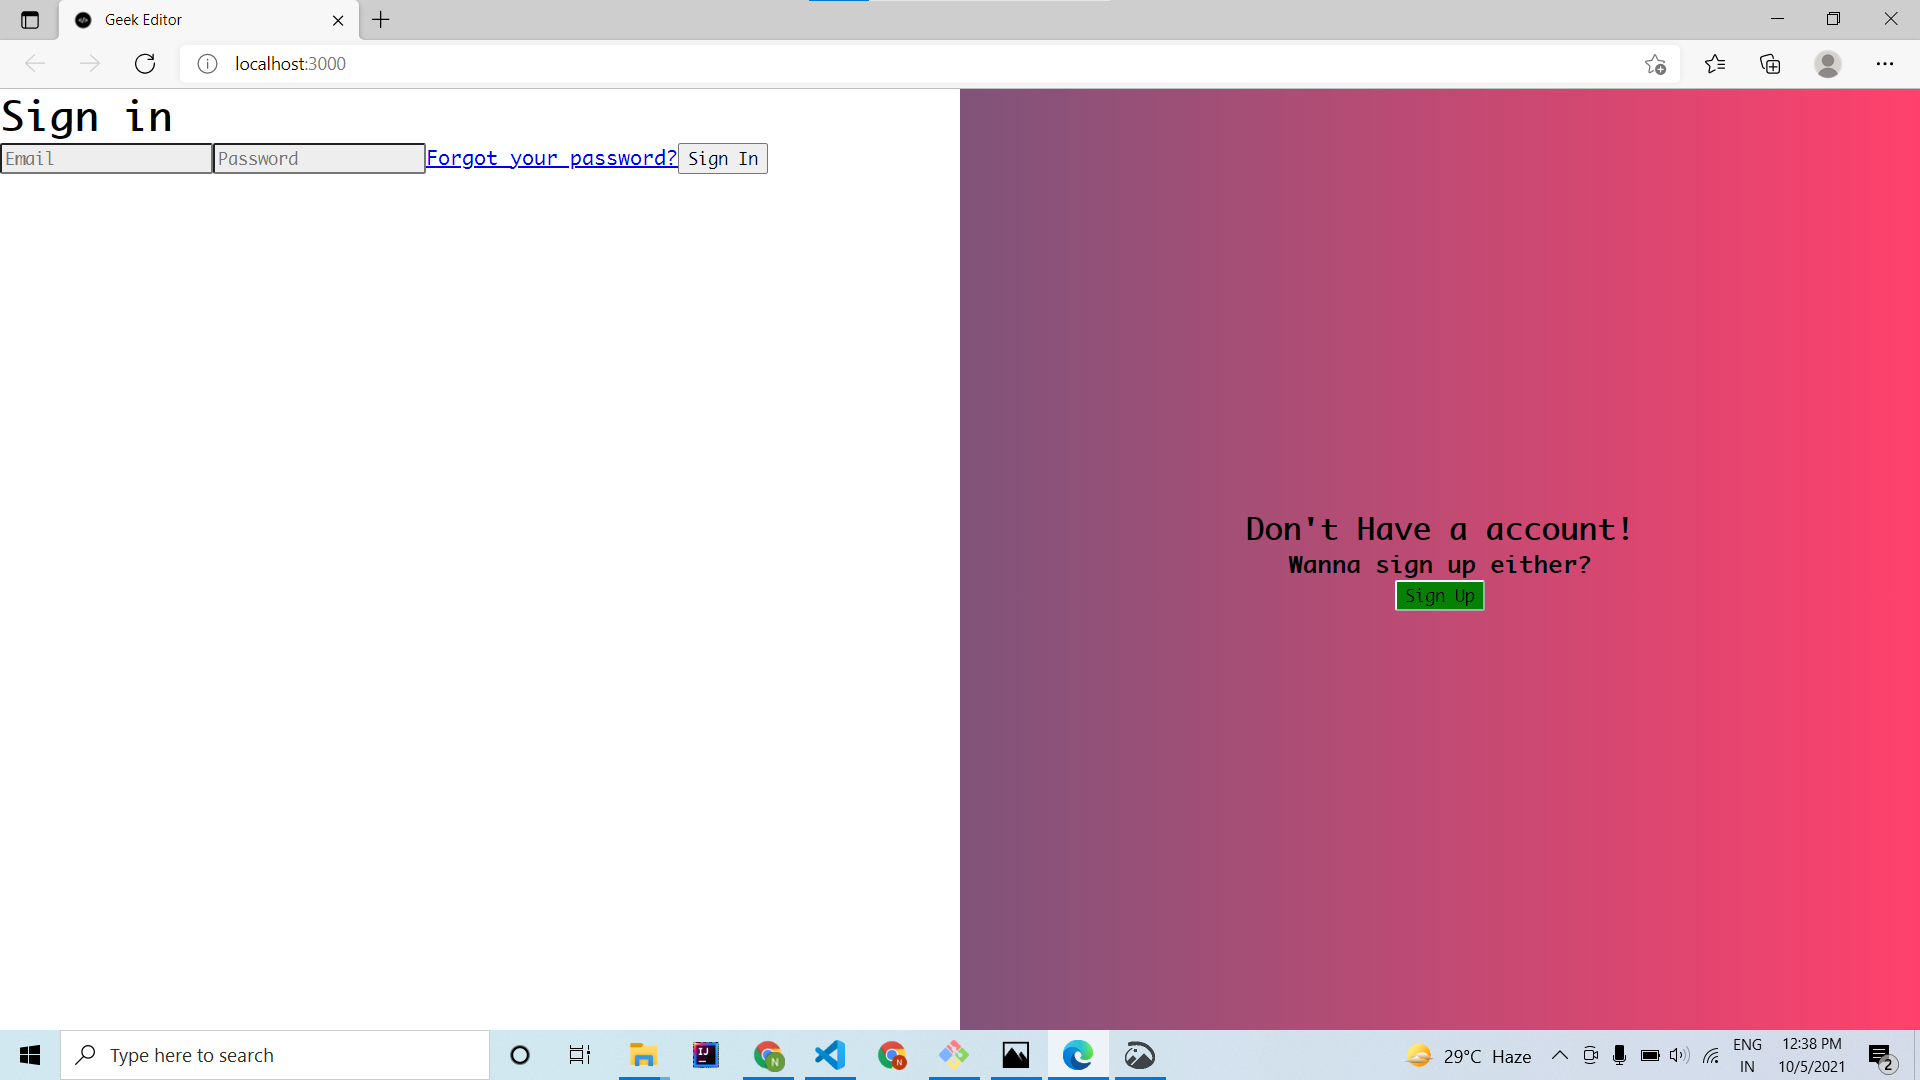 Geek Editor
localhost:3000
Sign in
Email Password Forgot your password? Sign In
Don't Have a account!
Wanna sign up either?
Sign Up
Type here to search
IJ
N
N
29°C Haze
ENG
IN
12:38 PM
10/5/2021
2